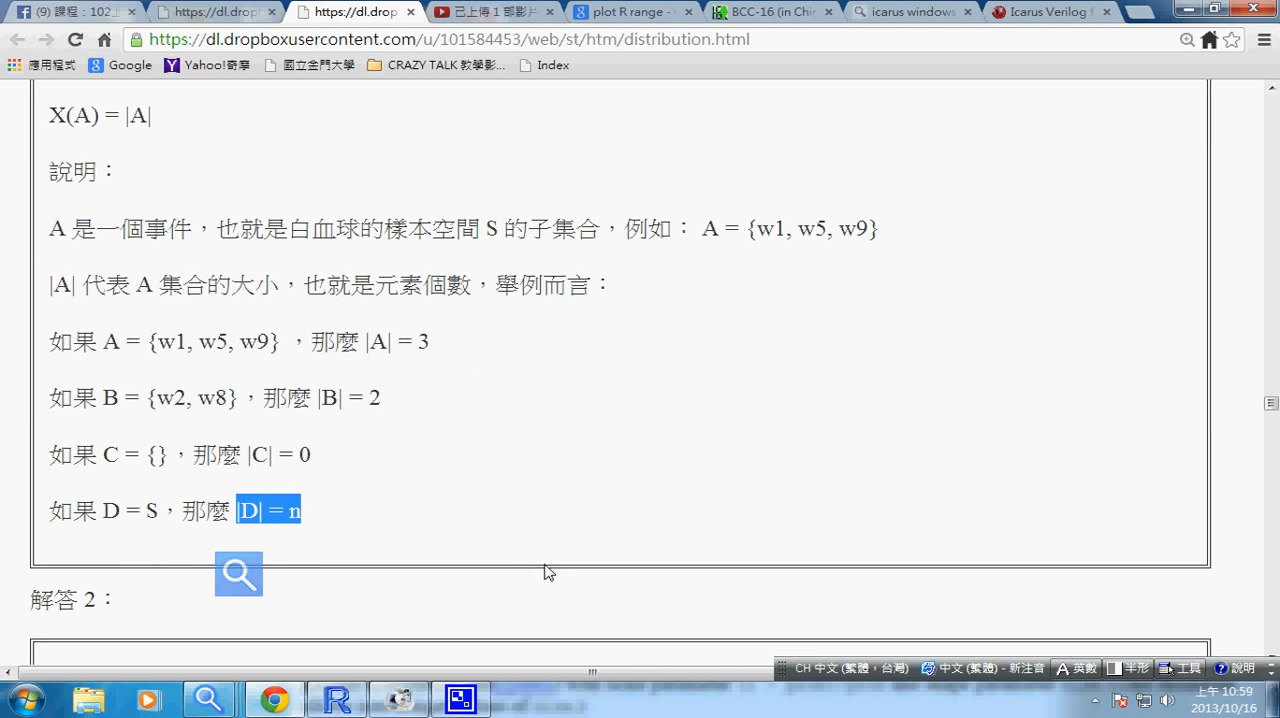 (9) 課程：102上
https://dl.dropb
https://dl.drop
已上傳 1 部影片
plot R range -
BCC-16 (in Chin
icarus windows
Icarus Verilog f
https://dl.dropboxusercontent.com/u/101584453/web/st/htm/distribution.html
應用程式 Google Yahoo!奇摩 國立金門大學 CRAZY TALK 教學影... Index
X(A) = |A|
說明：
A 是一個事件，也就是白血球的樣本空間 S 的子集合，例如： A = {w1, w5, w9}
|A| 代表 A 集合的大小，也就是元素個數，舉例而言：
如果 A = {w1, w5, w9} ，那麼 |A| = 3
如果 B = {w2, w8}，那麼 |B| = 2
如果 C = {}，那麼 |C| = 0
如果 D = S，那麼 |D| = n
解答 2：
CH 中文 (繁體，台灣) 中文 (繁體) - 新注音 A 英數 半形 工具 說明
上午 10:59
2013/10/16